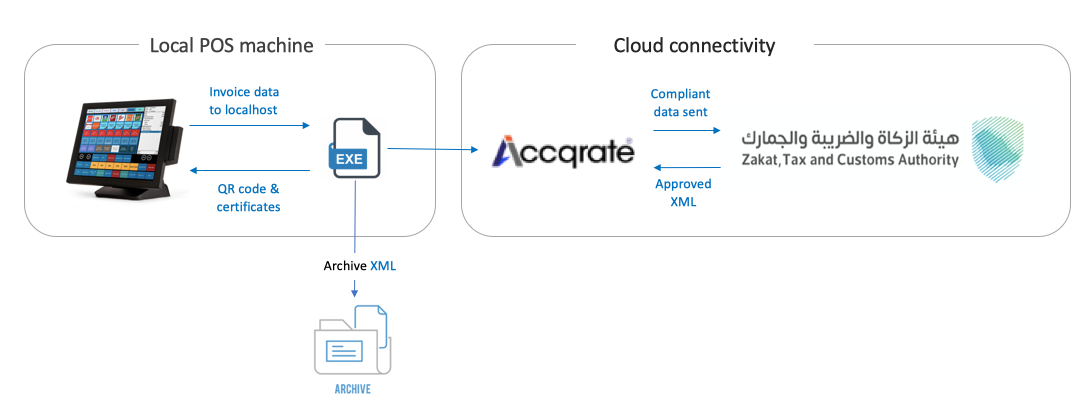 Local POS machine
Cloud connectivity
Invoice data
to localhost
QR code &
certificates
EXE
Accqrate
Compliant
data sent
Approved
XML
هيئة الزكاة والضريبة والجمارك
Zakat, Tax and Customs Authority
Archive XML
ARCHIVE